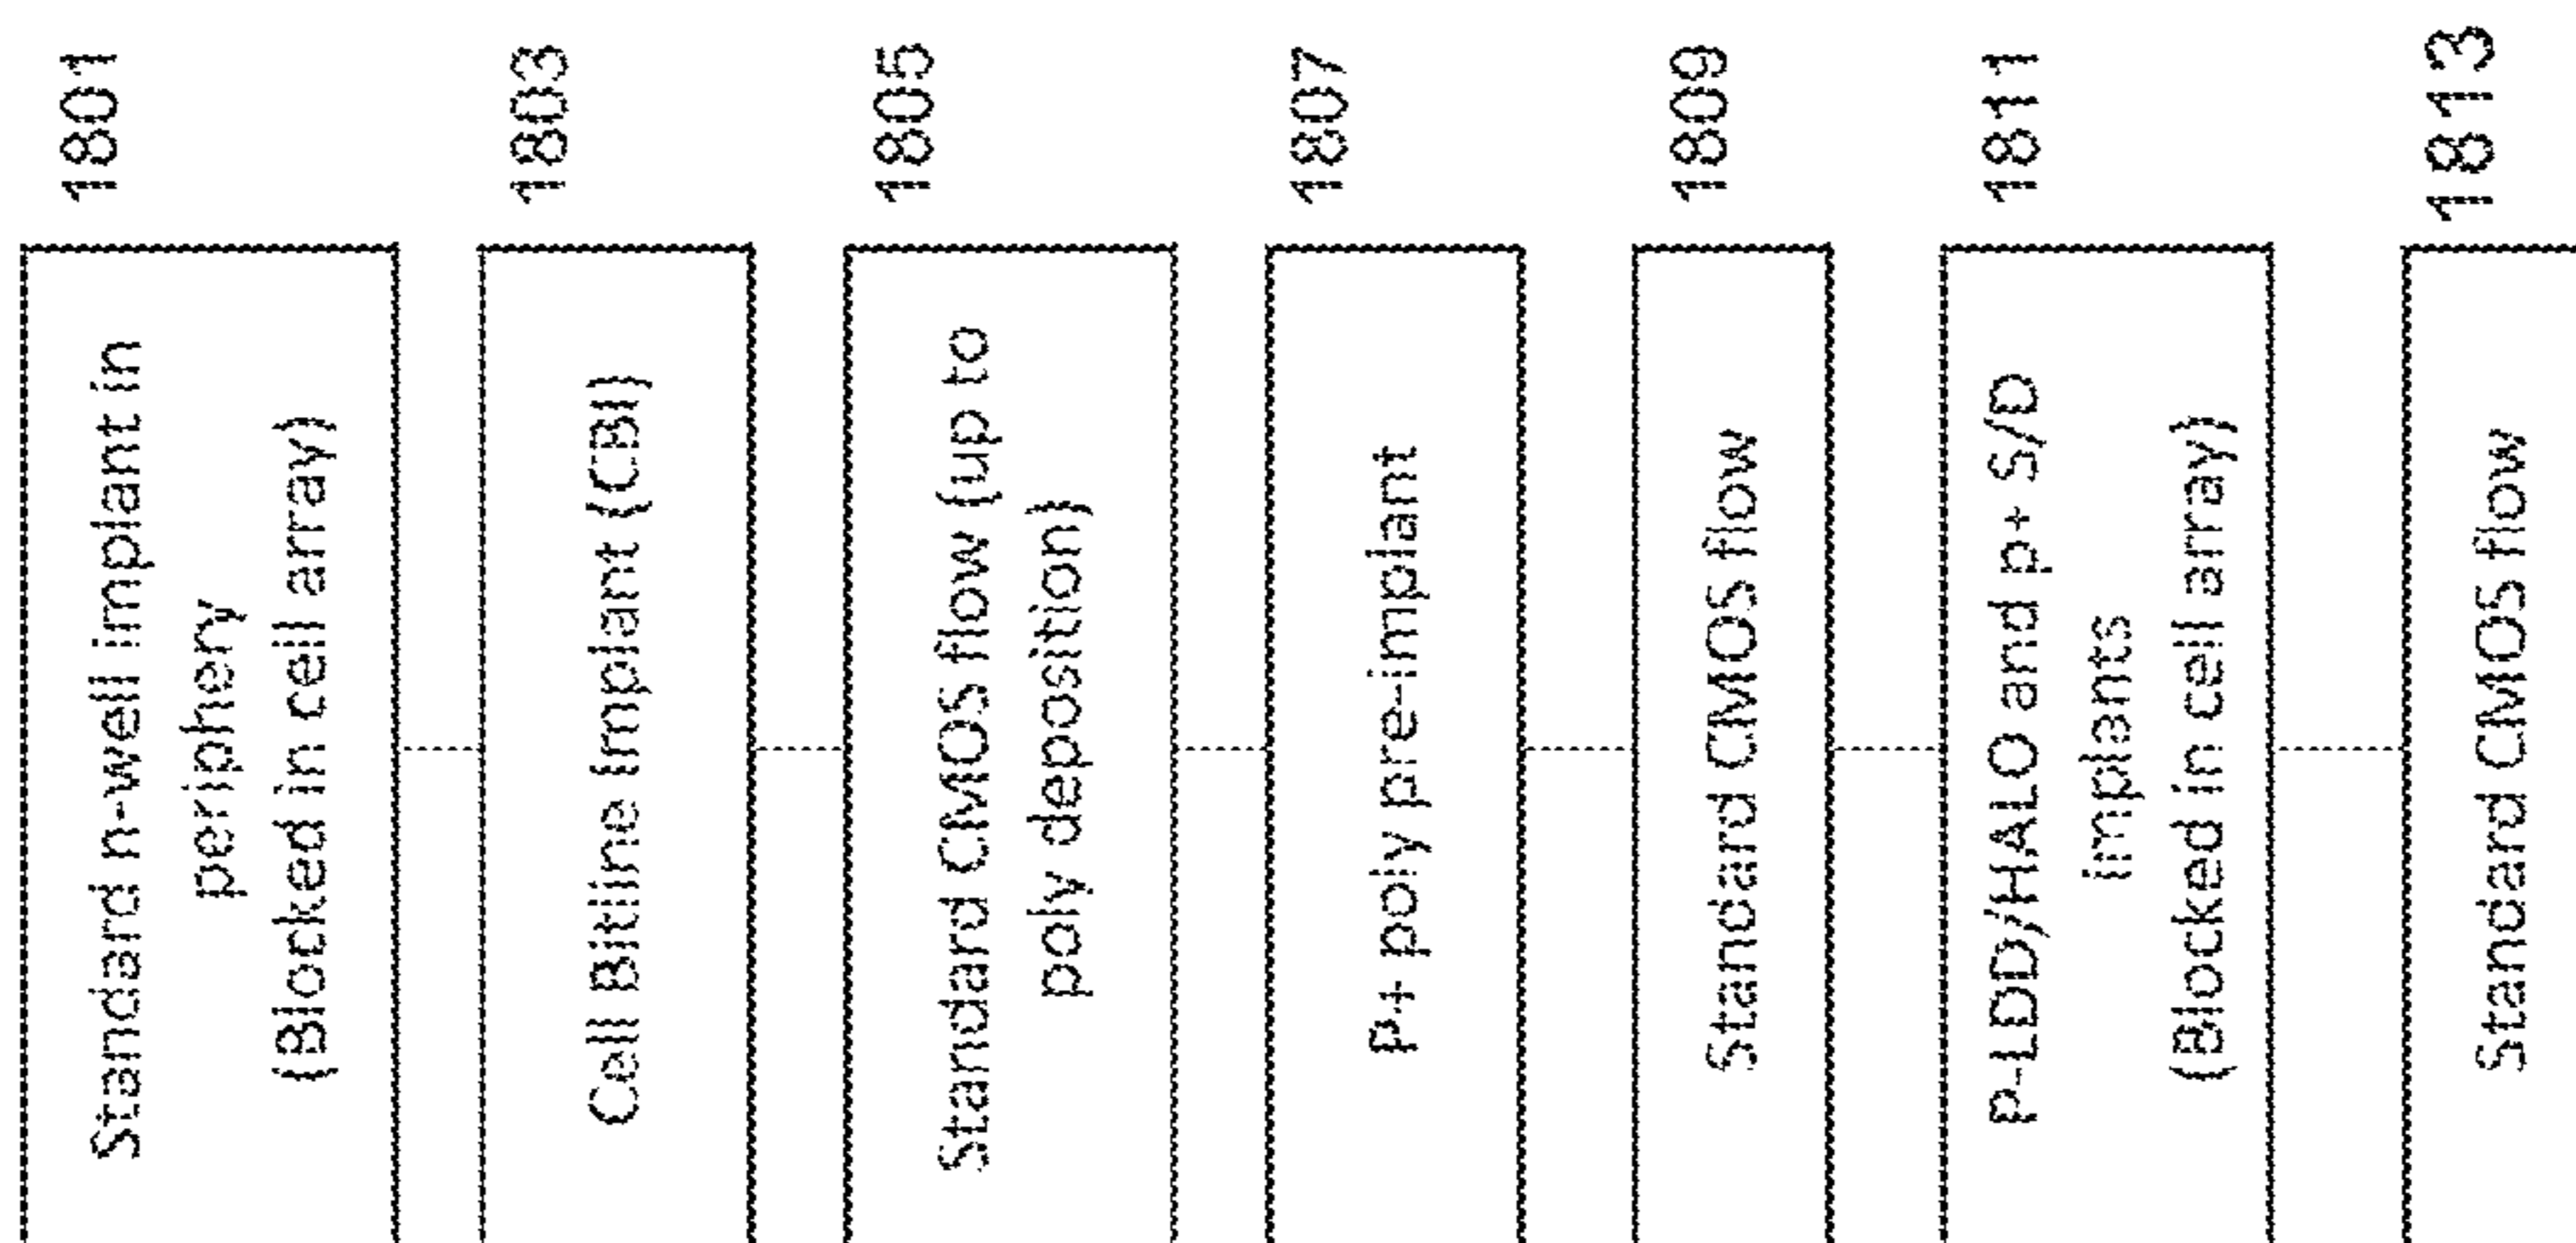 Standard n-well implant in
periphery
(Blocked in cell array)
1801
Cell Bitline Implant (CBI)
1803
Standard CMOS flow (up to
poly deposition)
1805
P+ poly pre-implant
1807
Standard CMOS flow
1809
P-LDD/HALO and p+ S/D
implants
(Blocked in cell array)
1811
Standard CMOS flow
1813